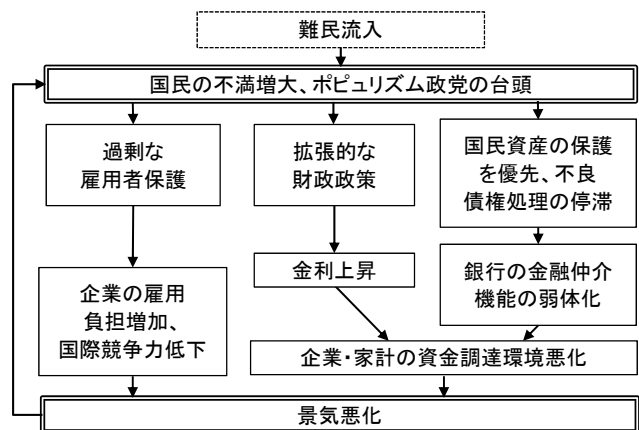 難民流入
国民の不満増大、ポピュリズム政党の台頭
過剰な
雇用者保護
拡張的な
財政政策
国民資産の保護
を優先、不良
債権処理の停滞
金利上昇
銀行の金融仲介
機能の弱体化
企業の雇用
負担増加、
国際競争力低下
企業・家計の資金調達環境悪化
景気悪化